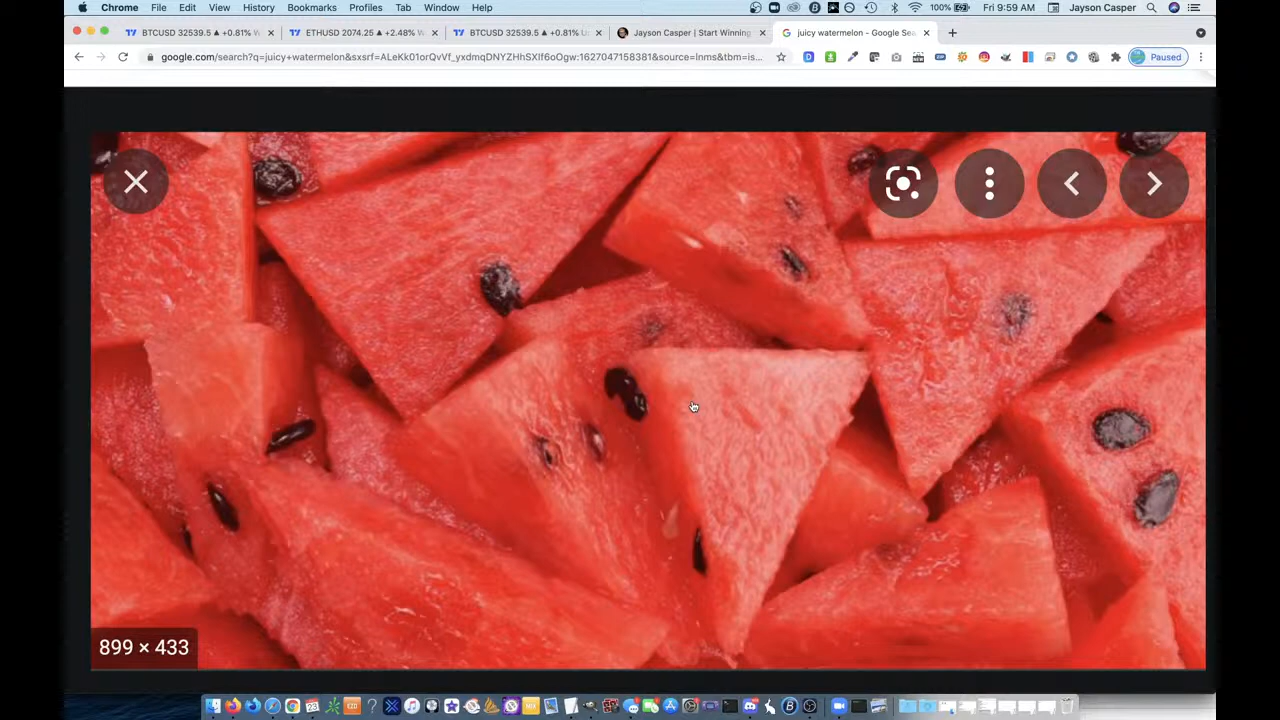 Chrome File Edit View History Bookmarks Profiles Tab Window Help 100% Fri 9:59 AM Jayson Casper
BTCUSD 32539.5 ▲ +0.81% ETHUSD 2074.25 ▲ +2.48% W BTCUSD 32539.5 ▲ +0.81% Jayson Casper | Start Winning juicy watermelon - Google Sea
google.com/search?q=juicy+watermelon&sxsrf=ALeKk01orQvYf_yxdmqDNYZHhSXlf6oOgw:1627047158381&source=lnms&tbm=is... Paused
899 × 433